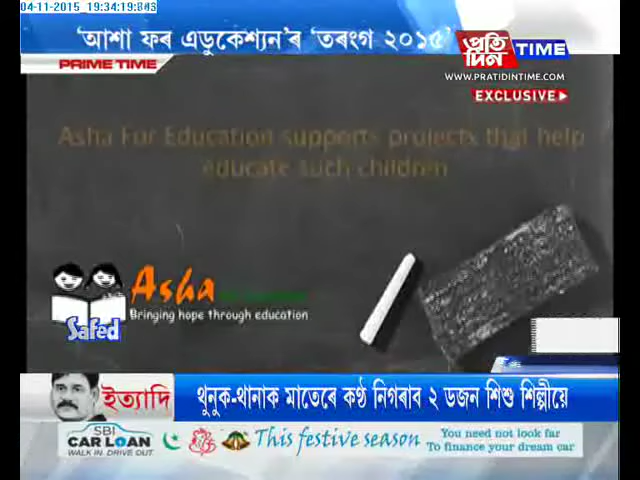 04-11-2015 19:34:19:843
'আশা ফৰ এডুকেশ্যন'ৰ 'তৰংগ ২০১৫'
প্ৰতিদিন TIME
PRIME TIME
WWW.PRATIDINTIME.COM
EXCLUSIVE
Asha For Education supports projects that help
educate such children
Asha
Bringing hope through education
Safed
ইত্যাদি
থুনুক-থানাক মাতেৰে কণ্ঠ নিগৰাব ২ ডজন শিশু শিল্পীয়ে
SBI
CAR LOAN
WALK IN. DRIVE OUT.
This festive season
You need not look far
To finance your dream car